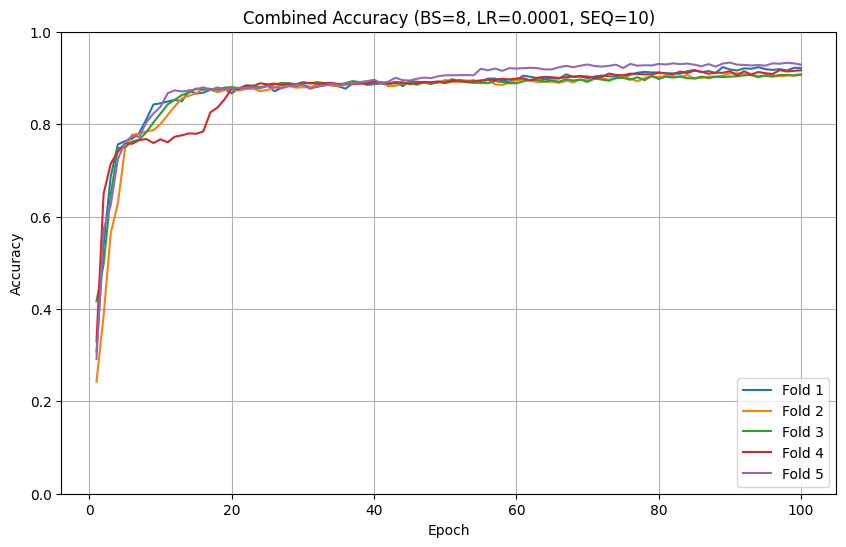 Combined Accuracy (BS=8, LR=0.0001, SEQ=10)
1.0
0.8
0.6
0.4
0.2
0.0
Accuracy
0
20
40
60
80
100
Epoch
Fold 1
Fold 2
Fold 3
Fold 4
Fold 5